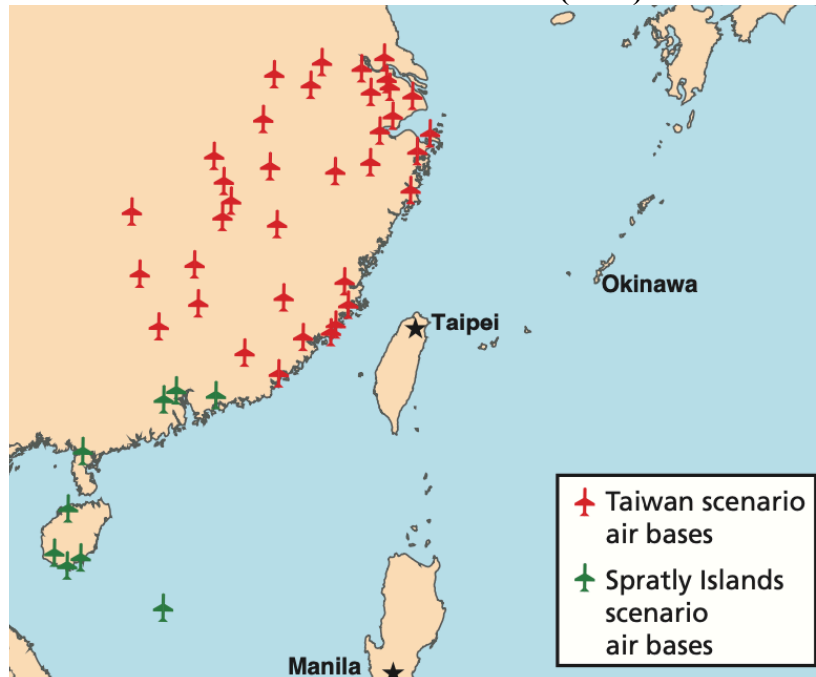 Okinawa
Taipei
Taiwan scenario
air bases
Spratly Islands
scenario
air bases
Manila